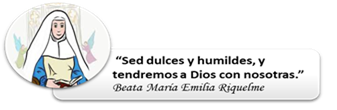 “Sed dulces y humildes, y
tendremos a Dios con nosotras.”
Beata María Emilia Riquelme